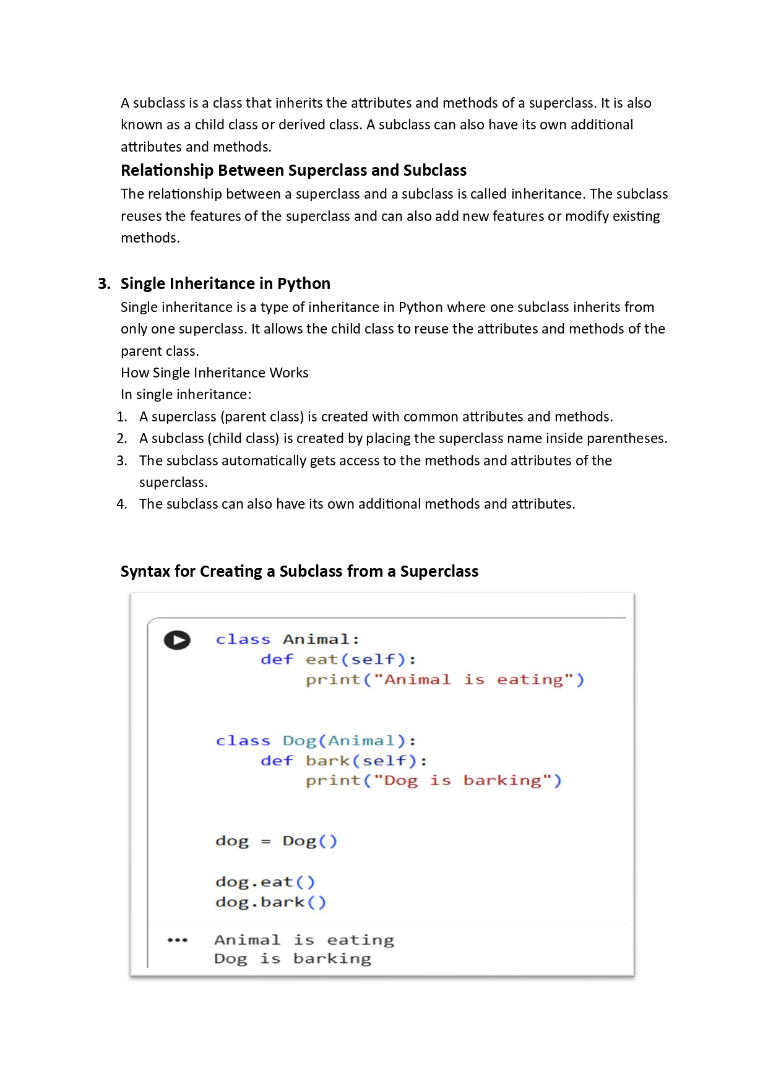 A subclass is a class that inherits the attributes and methods of a superclass. It is also
known as a child class or derived class. A subclass can also have its own additional
attributes and methods.
Relationship Between Superclass and Subclass
The relationship between a superclass and a subclass is called inheritance. The subclass
reuses the features of the superclass and can also add new features or modify existing
methods.
3. Single Inheritance in Python
Single inheritance is a type of inheritance in Python where one subclass inherits from
only one superclass. It allows the child class to reuse the attributes and methods of the
parent class.
How Single Inheritance Works
In single inheritance:
1. A superclass (parent class) is created with common attributes and methods.
2. A subclass (child class) is created by placing the superclass name inside parentheses.
3. The subclass automatically gets access to the methods and attributes of the
superclass.
4. The subclass can also have its own additional methods and attributes.
Syntax for Creating a Subclass from a Superclass
class Animal:
    def eat(self):
        print("Animal is eating")
class Dog(Animal):
    def bark(self):
        print("Dog is barking")
dog = Dog()
dog.eat()
dog.bark()
Animal is eating
Dog is barking